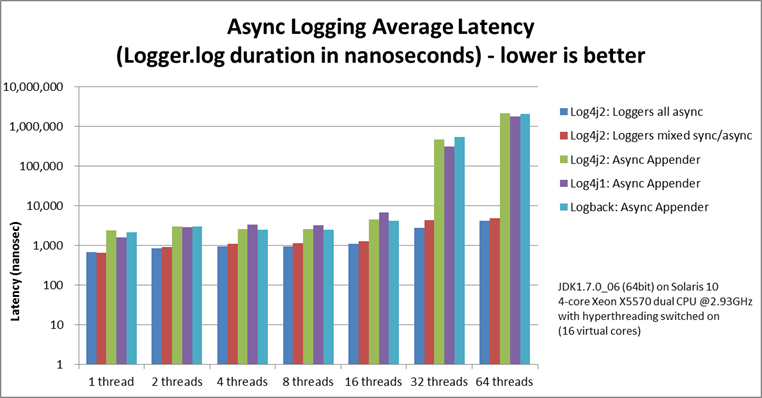 Async Logging Average Latency
(Logger.log duration in nanoseconds) - lower is better
10,000,000
1,000,000
100,000
10,000
1,000
100
10
1
Latency (nanosec)
1 thread
2 threads
4 threads
8 threads
16 threads
32 threads
64 threads
Log4j2: Loggers all async
Log4j2: Loggers mixed sync/async
Log4j2: Async Appender
Log4j1: Async Appender
Logback: Async Appender
JDK1.7.0_06 (64bit) on Solaris 10
4-core Xeon X5570 dual CPU @2.93GHz
with hyperthreading switched on
(16 virtual cores)